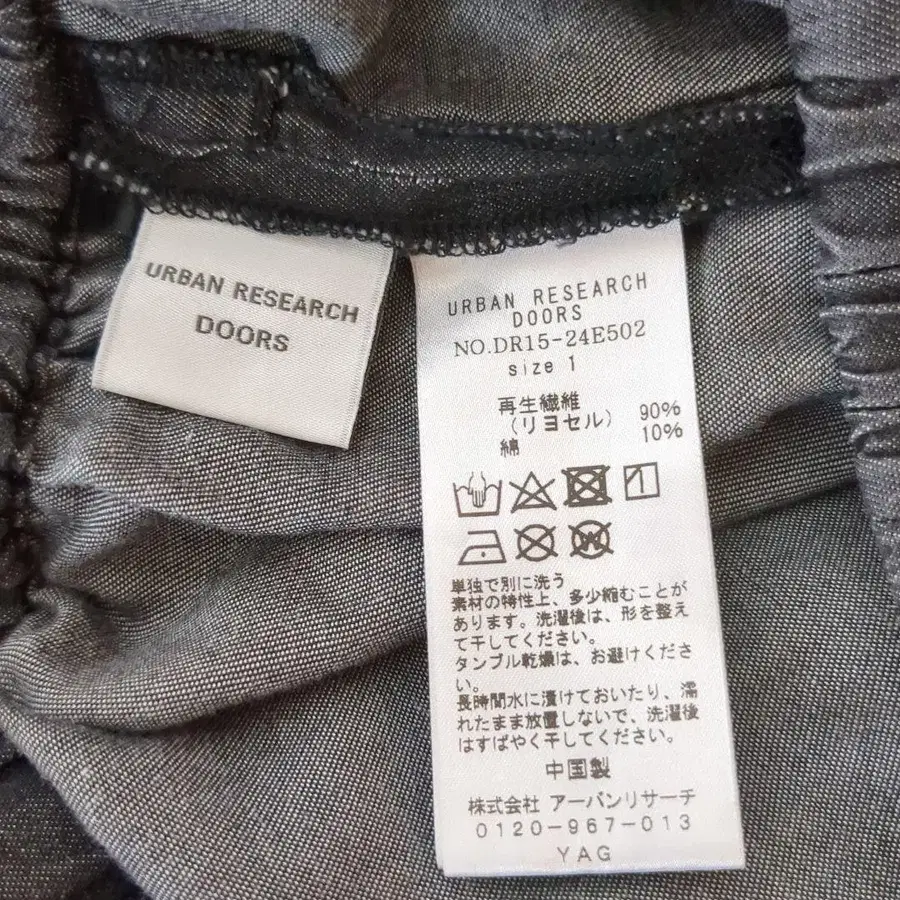 URBAN RESEARCH
DOORS
URBAN RESEARCH
DOORS
NO.DR15-24E502
size 1
再生繊維
（リヨセル） 90%
綿 10%
単独で別に洗う
素材の特性上、多少縮むことが
あります。洗濯後は、形を整え
て干してください。
タンブル乾燥は、お避けくださ
い。
長時間水に漬けておいたり、濡
れたまま放置しないで、洗濯後
はすばやく干してください。
中国製
株式会社 アーバンリサーチ
0120-967-013
YAG